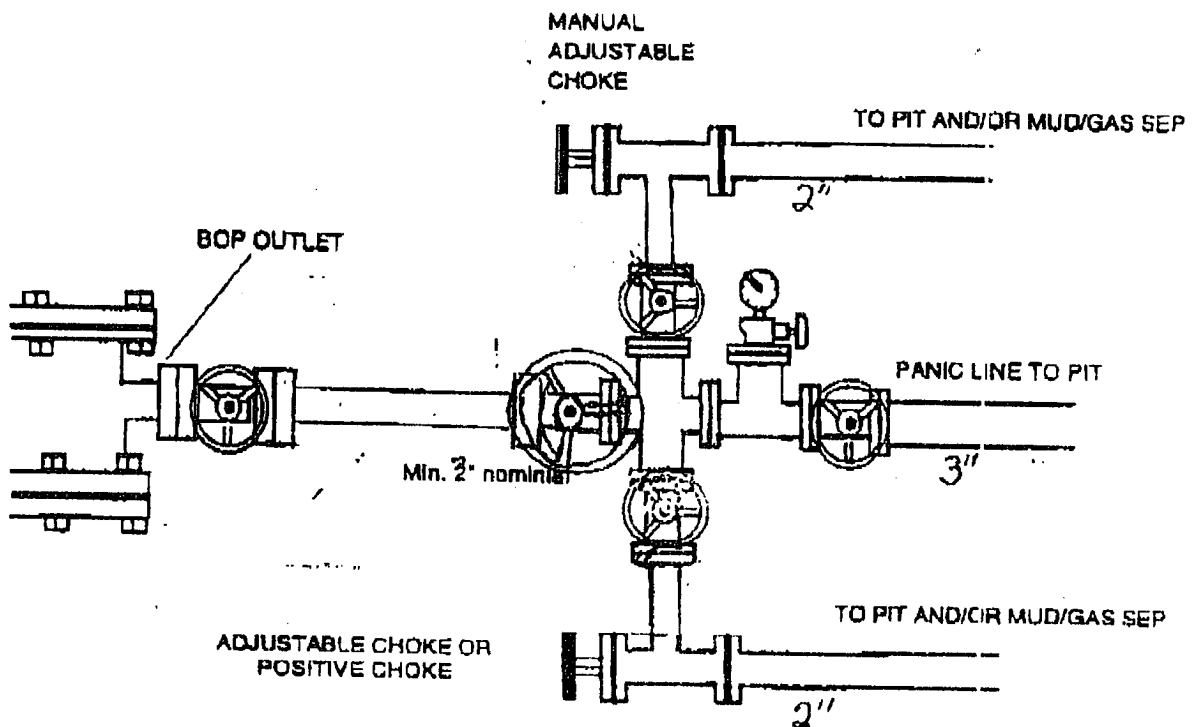 MANUAL
ADJUSTABLE
CHOKE
TO PIT AND/OR MUD/GAS SEP
2"
BOP OUTLET
PANIC LINE TO PIT
3"
Min. 3" nominal
TO PIT AND/OR MUD/GAS SEP
ADJUSTABLE CHOKE OR
POSITIVE CHOKE
2"